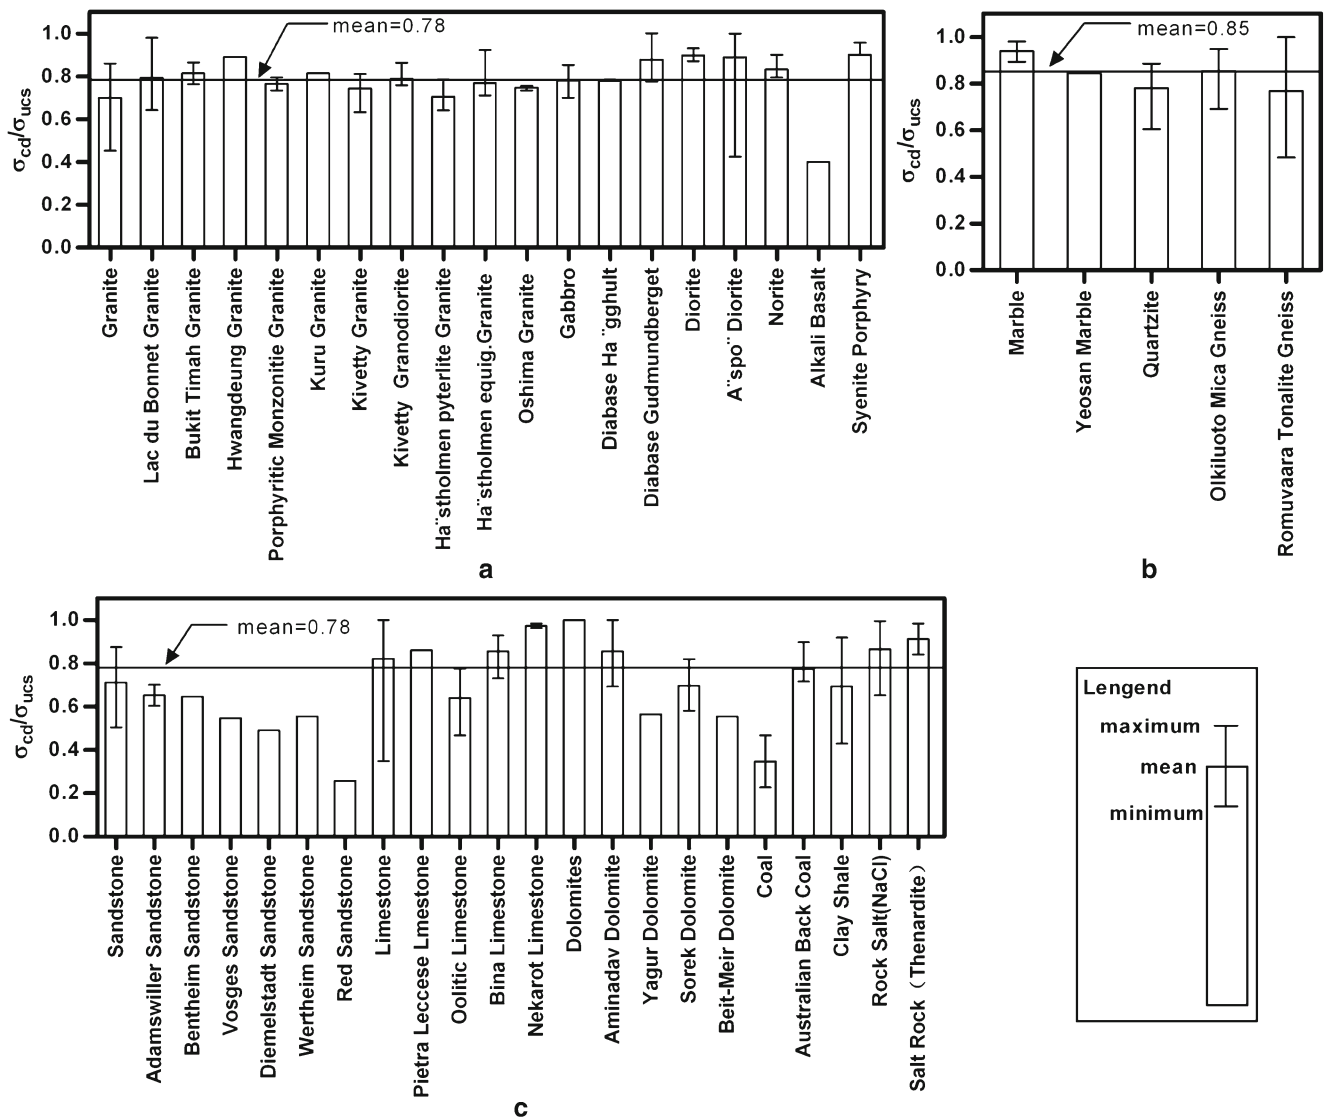 mean=0.78
1.0
0.8
0.6
0.4
0.2
0.0
σcd/σucs
Granite
Lac du Bonnet Granite
Bukit Timah Granite
Hwangdeung Granite
Porphyritic Monzonitie Granite
Kuru Granite
Kivetty Granite
Kivetty Granodiorite
Ha¨stholmen pyterlite Granite
Ha¨stholmen equig.Granite
Oshima Granite
Gabbro
Diabase Ha¨gghult
Diabase Gudmundberget
Diorite
A¨spo¨ Diorite
Norite
Alkali Basalt
Syenite Porphyry
a
mean=0.85
1.0
0.8
0.6
0.4
0.2
0.0
σcd/σucs
Marble
Yeosan Marble
Quartzite
Olkiluoto Mica Gneiss
Romuvaara Tonalite Gneiss
b
mean=0.78
1.0
0.8
0.6
0.4
0.2
0.0
σcd/σucs
Sandstone
Adamswiller Sandstone
Bentheim Sandstone
Vosges Sandstone
Diemelstadt Sandstone
Wertheim Sandstone
Red Sandstone
Limestone
Pietra Leccese Lmestone
Oolitic Limestone
Bina Limestone
Nekarot Limestone
Dolomites
Aminadav Dolomite
Yagur Dolomite
Sorek Dolomite
Beit-Meir Dolomite
Coal
Australian Back Coal
Clay Shale
Rock Salt(NaCl)
Salt Rock（Thenardite）
c
Lengend
maximum
mean
minimum